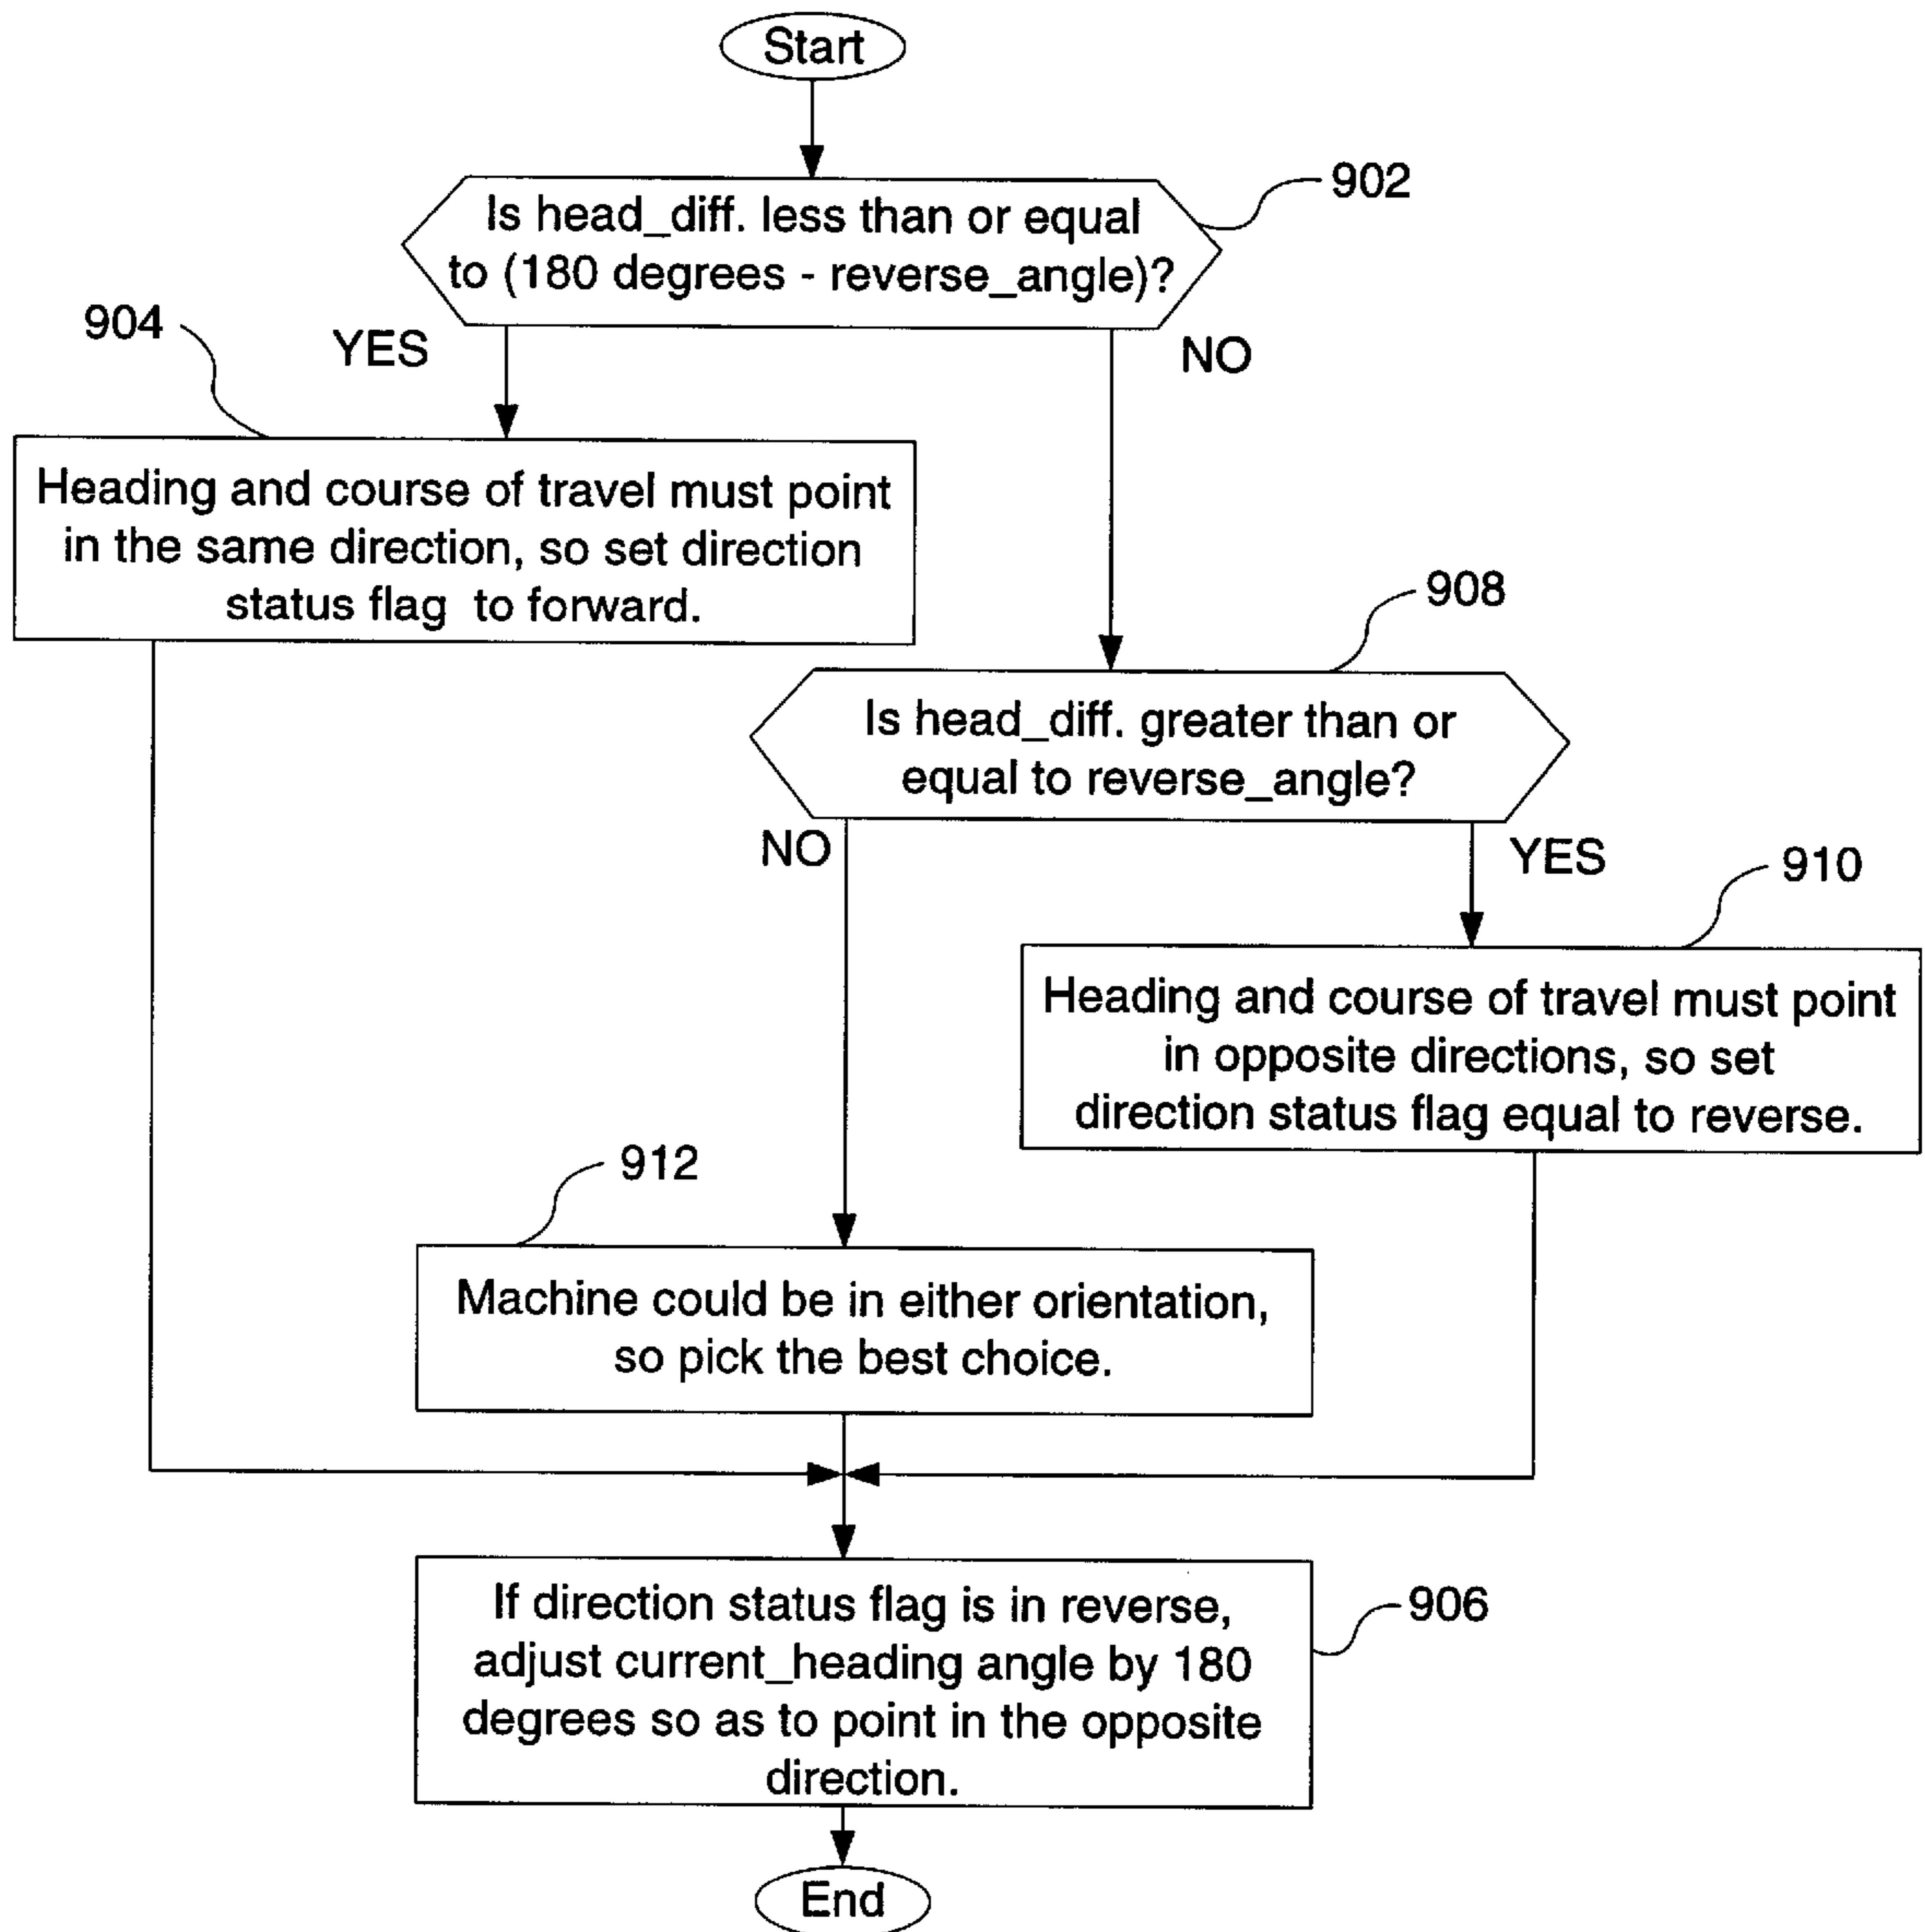 Start
902
Is head_diff. less than or equal
to (180 degrees - reverse_angle)?
904
YES
NO
Heading and course of travel must point
in the same direction, so set direction
status flag to forward.
908
Is head_diff. greater than or
equal to reverse_angle?
NO
YES
910
Heading and course of travel must point
in opposite directions, so set
direction status flag equal to reverse.
912
Machine could be in either orientation,
so pick the best choice.
If direction status flag is in reverse,
adjust current_heading angle by 180
degrees so as to point in the opposite
direction.
906
End